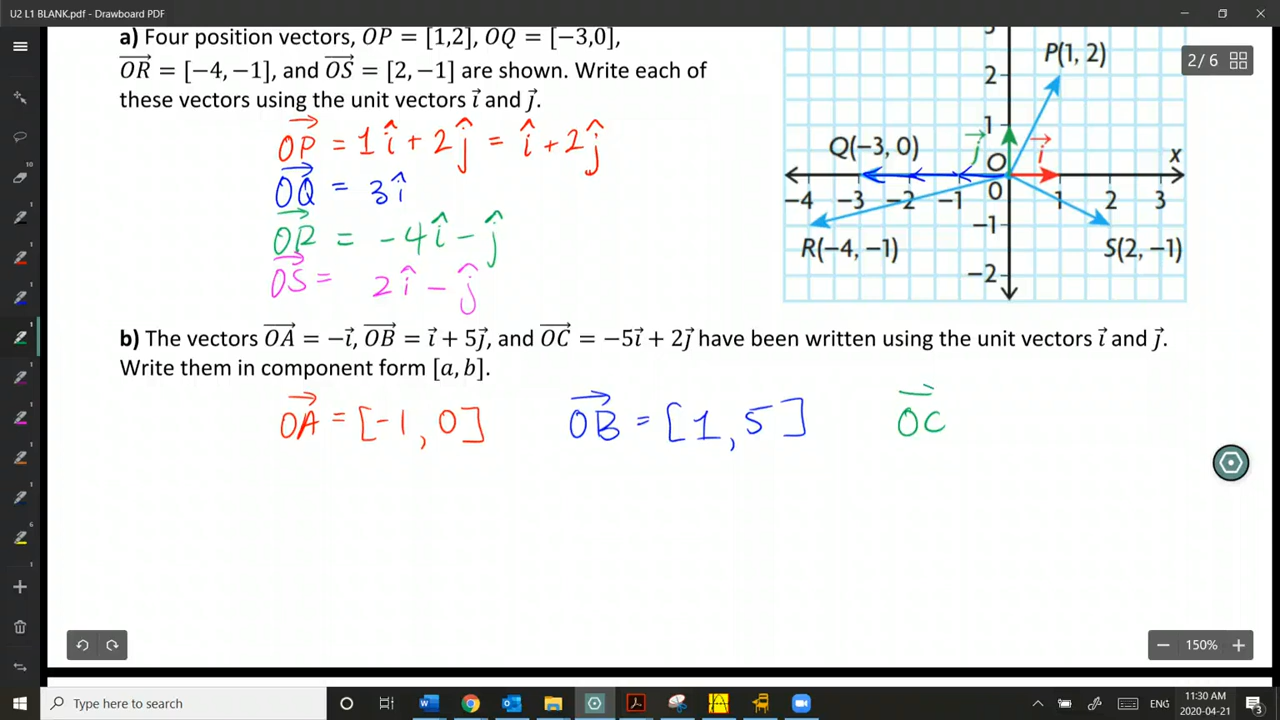 U2 L1 BLANK.pdf - Drawboard PDF
a) Four position vectors, OP = [1,2], OQ = [−3,0],
OR = [−4, −1], and OS = [2, −1] are shown. Write each of
these vectors using the unit vectors i⃗ and j⃗.
OP = 1î + 2ĵ = î + 2ĵ
OQ = 3î
OR = -4î - ĵ
OS = 2î - ĵ
3
P(1, 2)
2
1
Q(−3, 0)
j⃗
i⃗
O
x
−4 −3 −2 −1 0 1 2 3
−1
R(−4, −1)
S(2, −1)
−2
2/6
b) The vectors OA = −i⃗, OB = i⃗ + 5j⃗, and OC = −5i⃗ + 2j⃗ have been written using the unit vectors i⃗ and j⃗.
Write them in component form [a, b].
OA = [-1, 0] OB = [1, 5] OC
150%
Type here to search
ENG
11:30 AM
2020-04-21
3